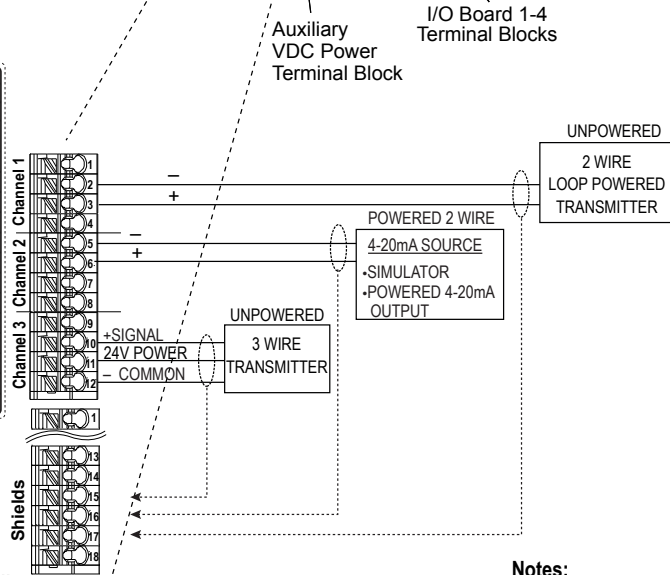 Auxiliary
VDC Power
Terminal Block
I/O Board 1-4
Terminal Blocks
UNPOWERED
2 WIRE
LOOP POWERED
TRANSMITTER
POWERED 2 WIRE
4-20mA SOURCE
•SIMULATOR
•POWERED 4-20mA
OUTPUT
UNPOWERED
3 WIRE
TRANSMITTER
Channel 1
1
2
3
4
–
+
Channel 2
5
6
7
8
–
+
Channel 3
9
10
11
12
+SIGNAL
24V POWER
– COMMON
1
Shields
13
14
15
16
17
18
Notes: